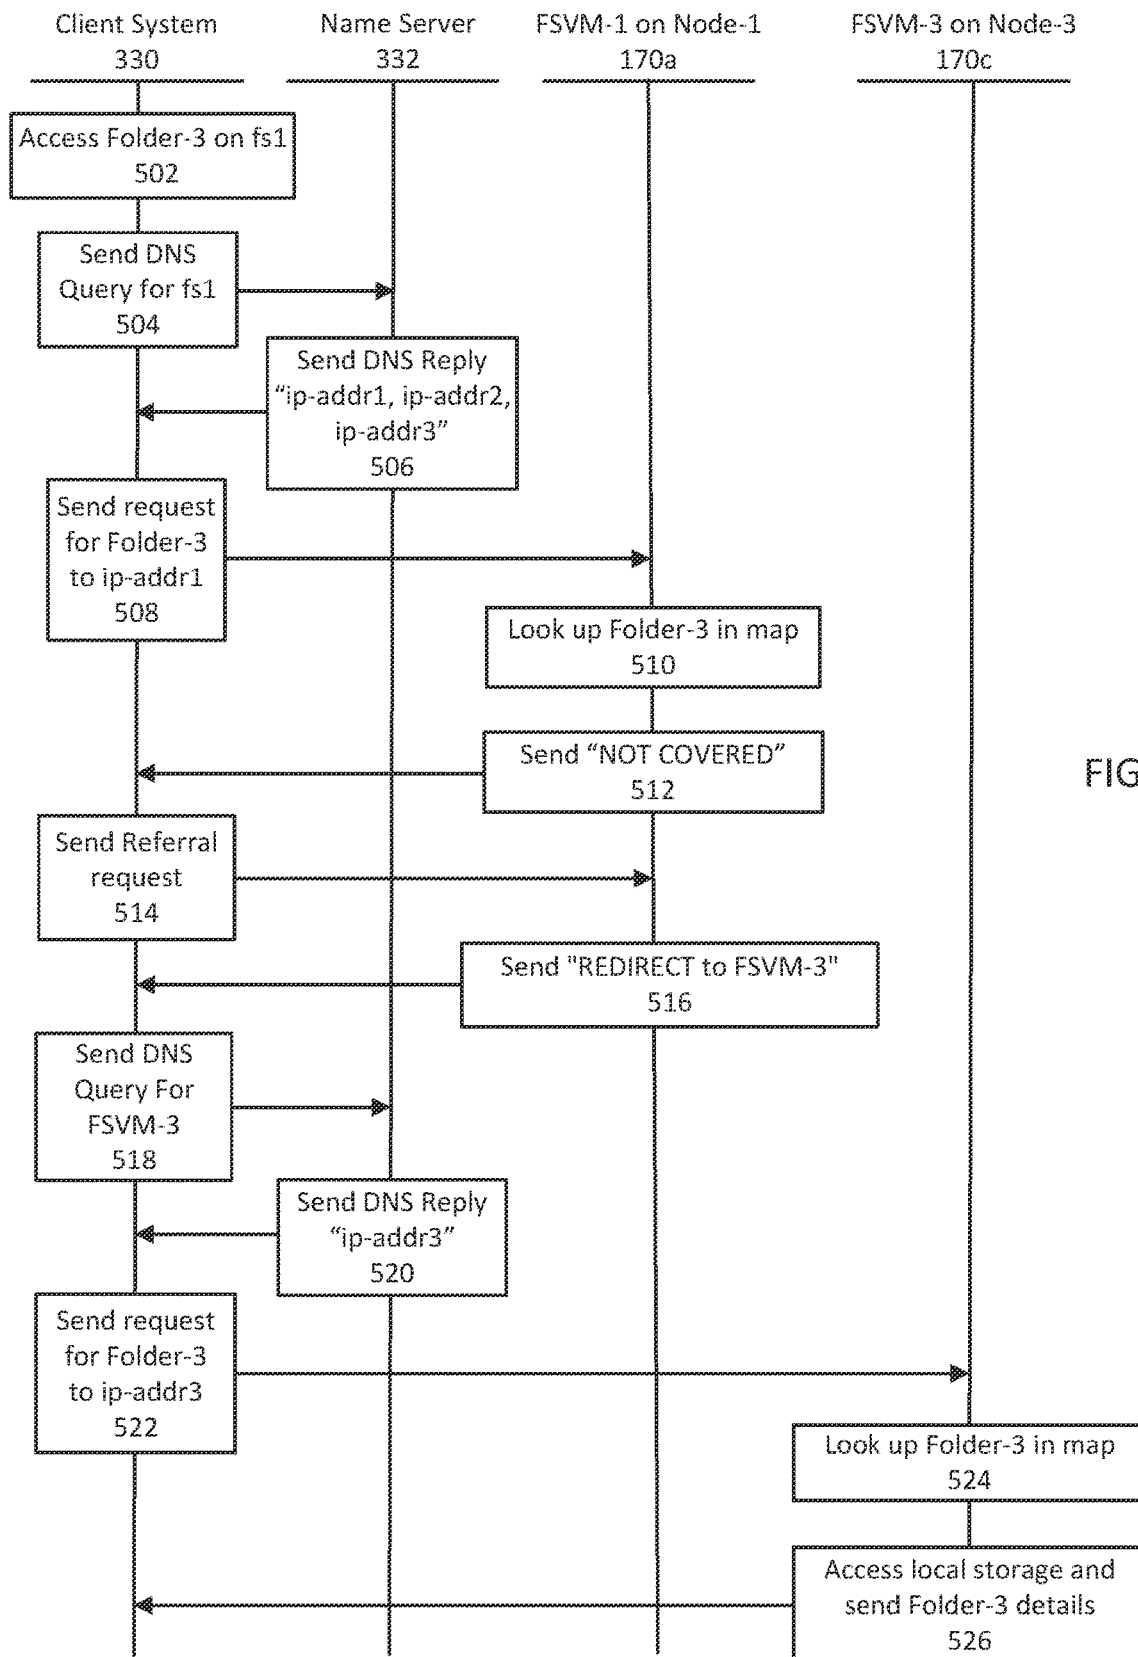 Client System
330
Name Server
332
FSVM-1 on Node-1
170a
FSVM-3 on Node-3
170c
Access Folder-3 on fs1
502
Send DNS
Query for fs1
504
Send DNS Reply
“ip-addr1, ip-addr2,
ip-addr3”
506
Send request
for Folder-3
to ip-addr1
508
Look up Folder-3 in map
510
Send “NOT COVERED”
512
FIG
Send Referral
request
514
Send "REDIRECT to FSVM-3"
516
Send DNS
Query For
FSVM-3
518
Send DNS Reply
“ip-addr3”
520
Send request
for Folder-3
to ip-addr3
522
Look up Folder-3 in map
524
Access local storage and
send Folder-3 details
526